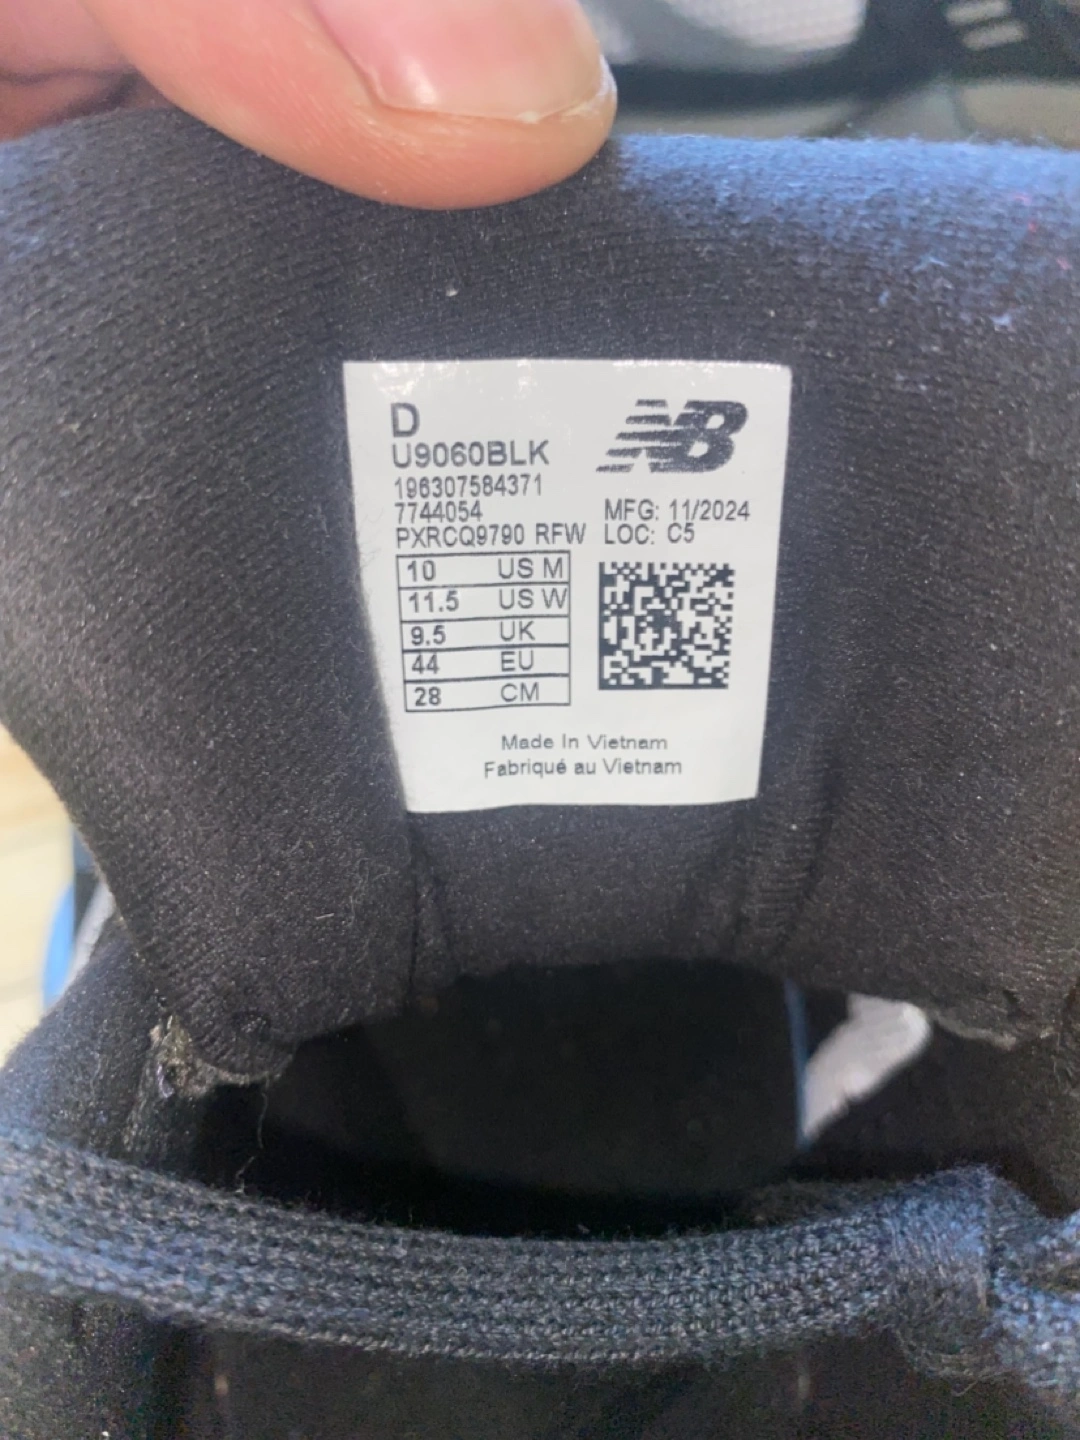 D
NB
U9060BLK
196307584371
7744054
MFG: 11/2024
PXRCQ9790 RFW LOC: C5
10 US M
11.5 US W
9.5 UK
44 EU
28 CM
Made In Vietnam
Fabriqué au Vietnam